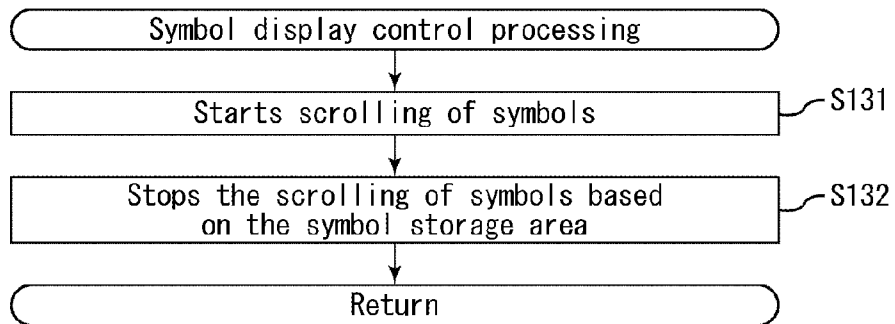 Symbol display control processing
Starts scrolling of symbols
S131
Stops the scrolling of symbols based
on the symbol storage area
S132
Return